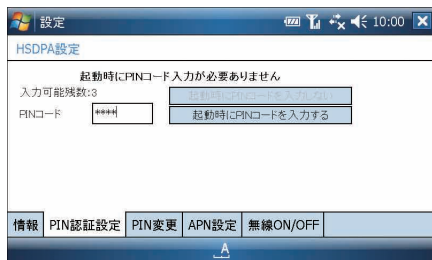 設定 10:00
HSDPA設定
起動時にPINコード入力が必要ありません
入力可能残数:3
起動時にPINコードを入力しない
PINコード ****
起動時にPINコードを入力する
情報 PIN認証設定 PIN変更 APN設定 無線ON/OFF
A